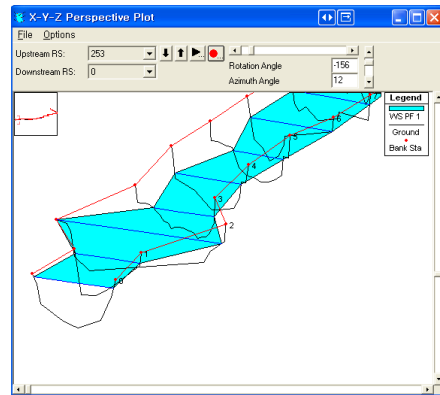 X-Y-Z Perspective Plot
File Options
Upstream RS: 253
Downstream RS: 0
Rotation Angle -156
Azimuth Angle 12
Legend
WS PF 1
Ground
Bank Sta
6
5
4
3
2
1
0